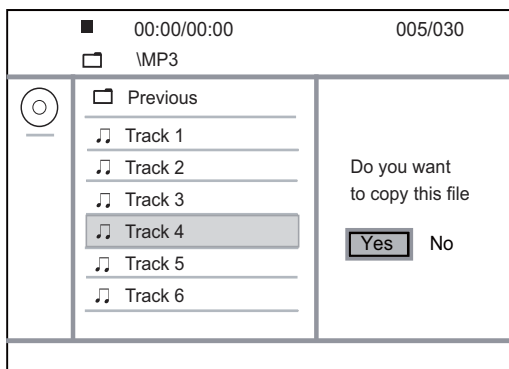 00:00/00:00 005/030
\MP3
Previous
Track 1
Track 2
Track 3
Track 4
Track 5
Track 6
Do you want
to copy this file
Yes No